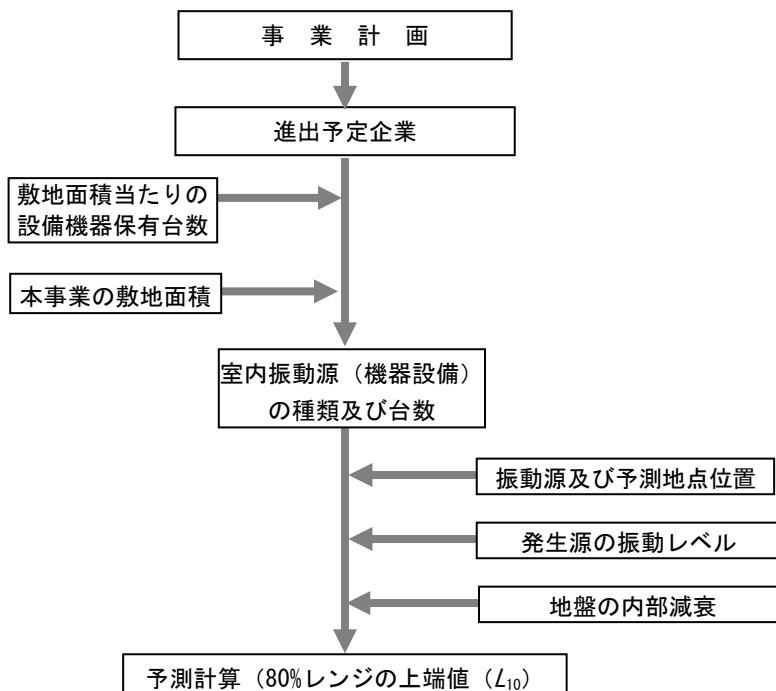 事 業 計 画
進出予定企業
敷地面積当たりの
設備機器保有台数
本事業の敷地面積
室内振動源（機器設備）
の種類及び台数
振動源及び予測地点位置
発生源の振動レベル
地盤の内部減衰
予測計算（80%レンジの上端値（L10）